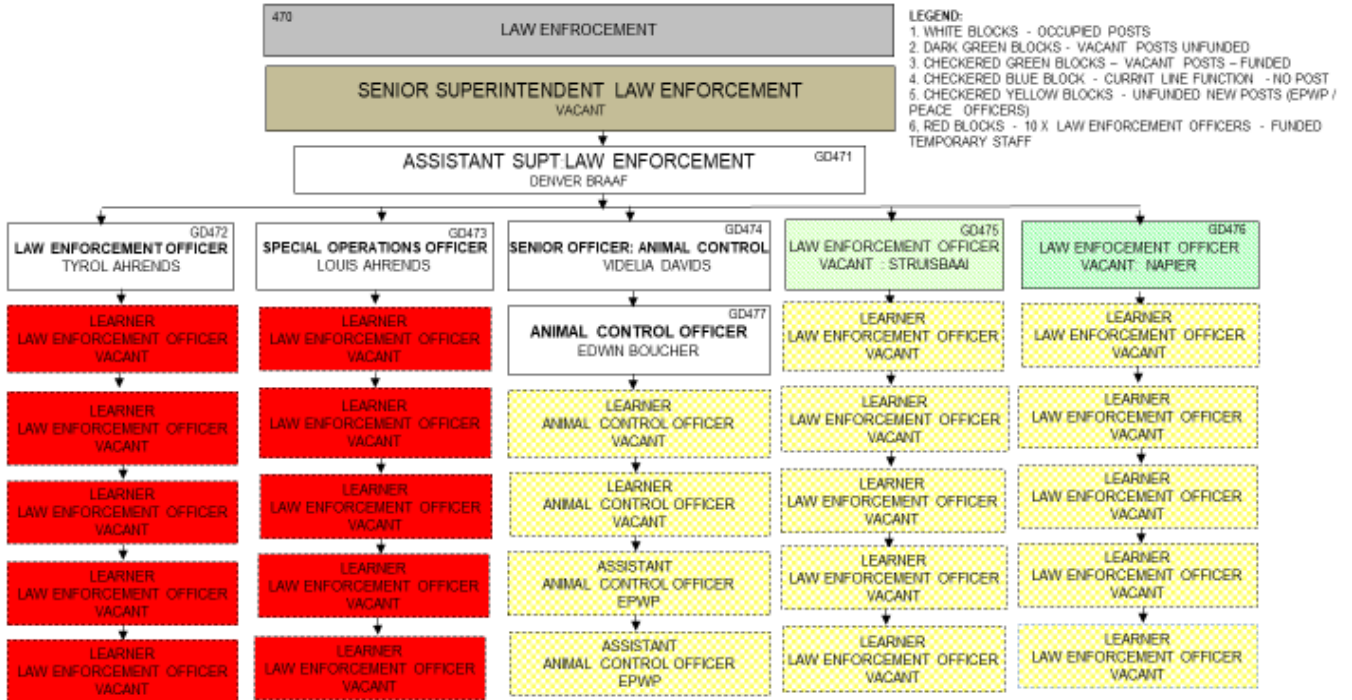 470
LAW ENFROCEMENT
SENIOR SUPERINTENDENT LAW ENFORCEMENT
VACANT
GD471
ASSISTANT SUPT:LAW ENFORCEMENT
DENVER BRAAF
LEGEND:
1. WHITE BLOCKS - OCCUPIED POSTS
2. DARK GREEN BLOCKS - VACANT POSTS UNFUNDED
3. CHECKERED GREEN BLOCKS – VACANT POSTS – FUNDED
4. CHECKERED BLUE BLOCK - CURRNT LINE FUNCTION - NO POST
5. CHECKERED YELLOW BLOCKS - UNFUNDED NEW POSTS (EPWP /
PEACE OFFICERS)
6, RED BLOCKS - 10 X LAW ENFORCEMENT OFFICERS - FUNDED
TEMPORARY STAFF
GD472
LAW ENFORCEMENT OFFICER
TYROL AHRENDS
LEARNER
LAW ENFORCEMENT OFFICER
VACANT
LEARNER
LAW ENFORCEMENT OFFICER
VACANT
LEARNER
LAW ENFORCEMENT OFFICER
VACANT
LEARNER
LAW ENFORCEMENT OFFICER
VACANT
LEARNER
LAW ENFORCEMENT OFFICER
VACANT
GD473
SPECIAL OPERATIONS OFFICER
LOUIS AHRENDS
LEARNER
LAW ENFORCEMENT OFFICER
VACANT
LEARNER
LAW ENFORCEMENT OFFICER
VACANT
LEARNER
LAW ENFORCEMENT OFFICER
VACANT
LEARNER
LAW ENFORCEMENT OFFICER
VACANT
LEARNER
LAW ENFORCEMENT OFFICER
VACANT
GD474
SENIOR OFFICER: ANIMAL CONTROL
VIDELIA DAVIDS
GD477
ANIMAL CONTROL OFFICER
EDWIN BOUCHER
LEARNER
ANIMAL CONTROL OFFICER
VACANT
LEARNER
ANIMAL CONTROL OFFICER
VACANT
ASSISTANT
ANIMAL CONTROL OFFICER
EPWP
ASSISTANT
ANIMAL CONTROL OFFICER
EPWP
GD475
LAW ENFORCEMENT OFFICER
VACANT : STRUISBAAI
LEARNER
LAW ENFORCEMENT OFFICER
VACANT
LEARNER
LAW ENFORCEMENT OFFICER
VACANT
LEARNER
LAW ENFORCEMENT OFFICER
VACANT
LEARNER
LAW ENFORCEMENT OFFICER
VACANT
LEARNER
LAW ENFORCEMENT OFFICER
VACANT
GD476
LAW ENFOCEMENT OFFICER
VACANT: NAPIER
LEARNER
LAW ENFORCEMENT OFFICER
VACANT
LEARNER
LAW ENFORCEMENT OFFICER
VACANT
LEARNER
LAW ENFORCEMENT OFFICER
VACANT
LEARNER
LAW ENFORCEMENT OFFICER
VACANT
LEARNER
LAW ENFORCEMENT OFFICER
VACANT